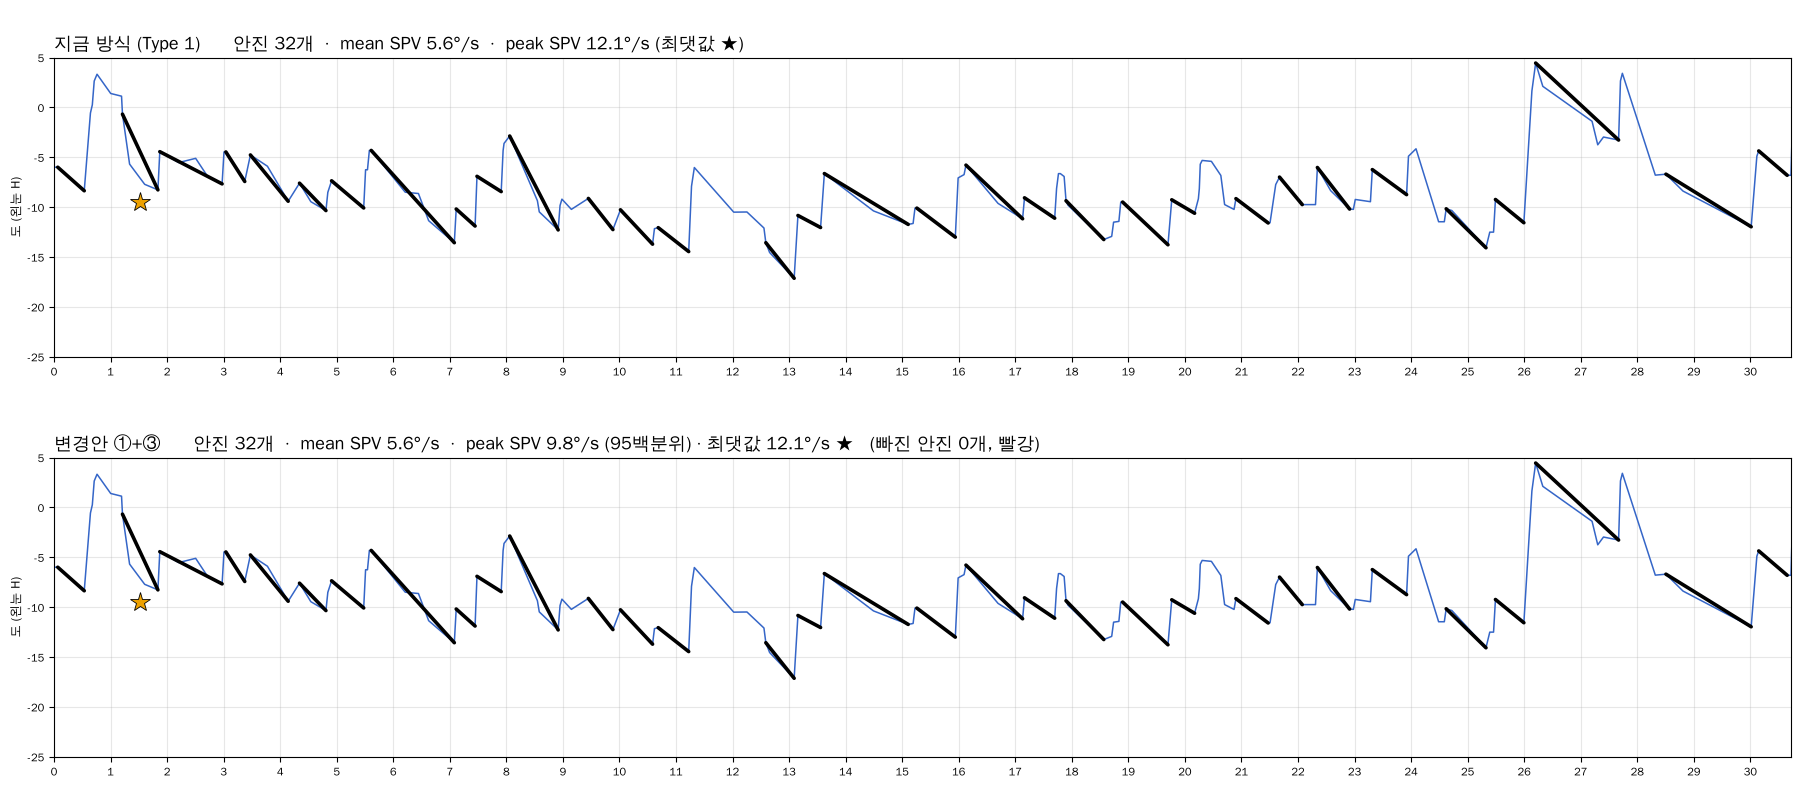 지금 방식 (Type 1) 안진 32개 · mean SPV 5.6°/s · peak SPV 12.1°/s (최댓값 ★)
5
0
-5
-10
-15
-20
-25
도 (왼눈 H)
0 1 2 3 4 5 6 7 8 9 10 11 12 13 14 15 16 17 18 19 20 21 22 23 24 25 26 27 28 29 30
변경안 ①+③ 안진 32개 · mean SPV 5.6°/s · peak SPV 9.8°/s (95백분위) · 최댓값 12.1°/s ★ (빠진 안진 0개, 빨강)
5
0
-5
-10
-15
-20
-25
도 (왼눈 H)
0 1 2 3 4 5 6 7 8 9 10 11 12 13 14 15 16 17 18 19 20 21 22 23 24 25 26 27 28 29 30